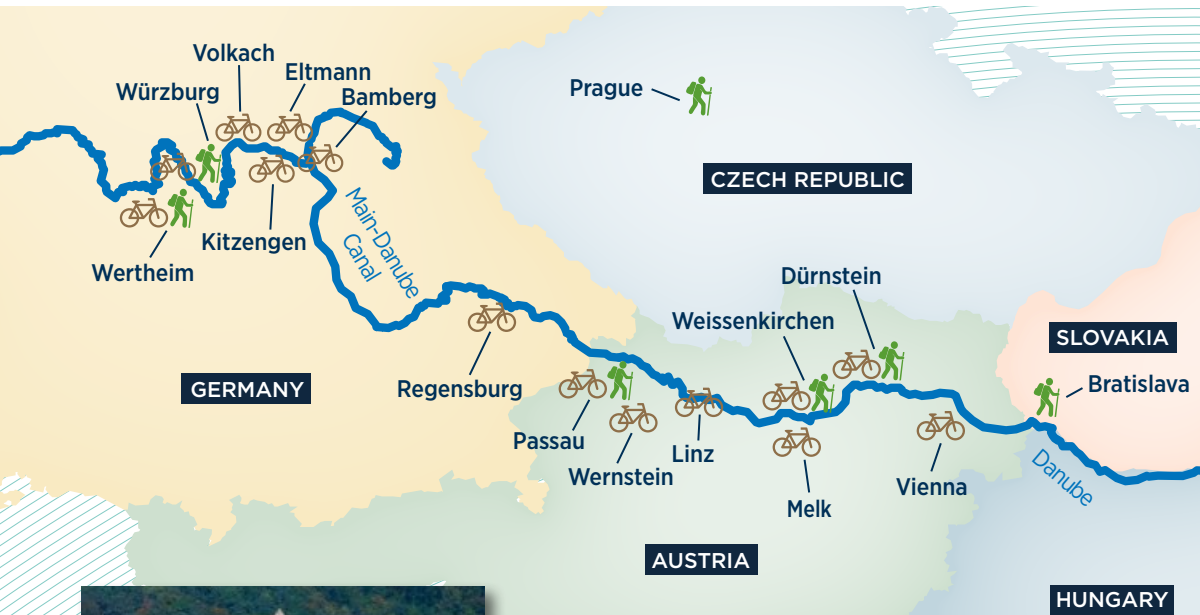 Volkach
Eltmann
Würzburg
Bamberg
Prague
CZECH REPUBLIC
Kitzengen
Main-Danube
Canal
Wertheim
Dürnstein
Weissenkirchen
SLOVAKIA
GERMANY
Regensburg
Bratislava
Passau
Linz
Wernstein
Vienna
Danube
Melk
AUSTRIA
HUNGARY